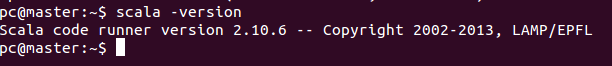 pc@master:~$ scala -version
Scala code runner version 2.10.6 -- Copyright 2002-2013, LAMP/EPFL
pc@master:~$